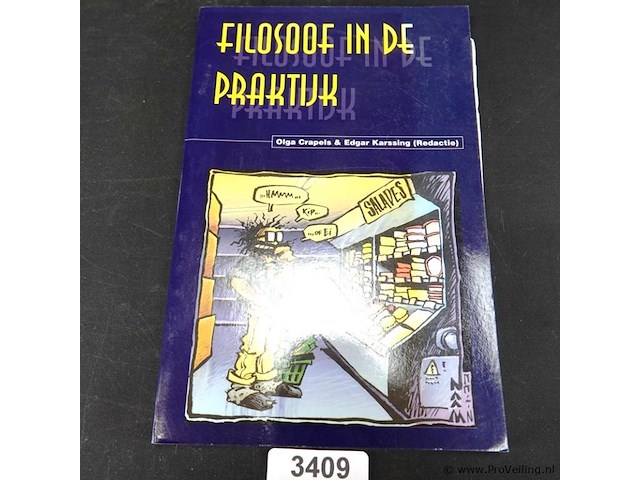 FILOSOOF IN DE
PRAKTIJK
Olga Crapels & Edgar Karssing (Redactie)
...HMMM...
KIP...
...OF EI
SALADES
3409
© www.ProVeiling.nl